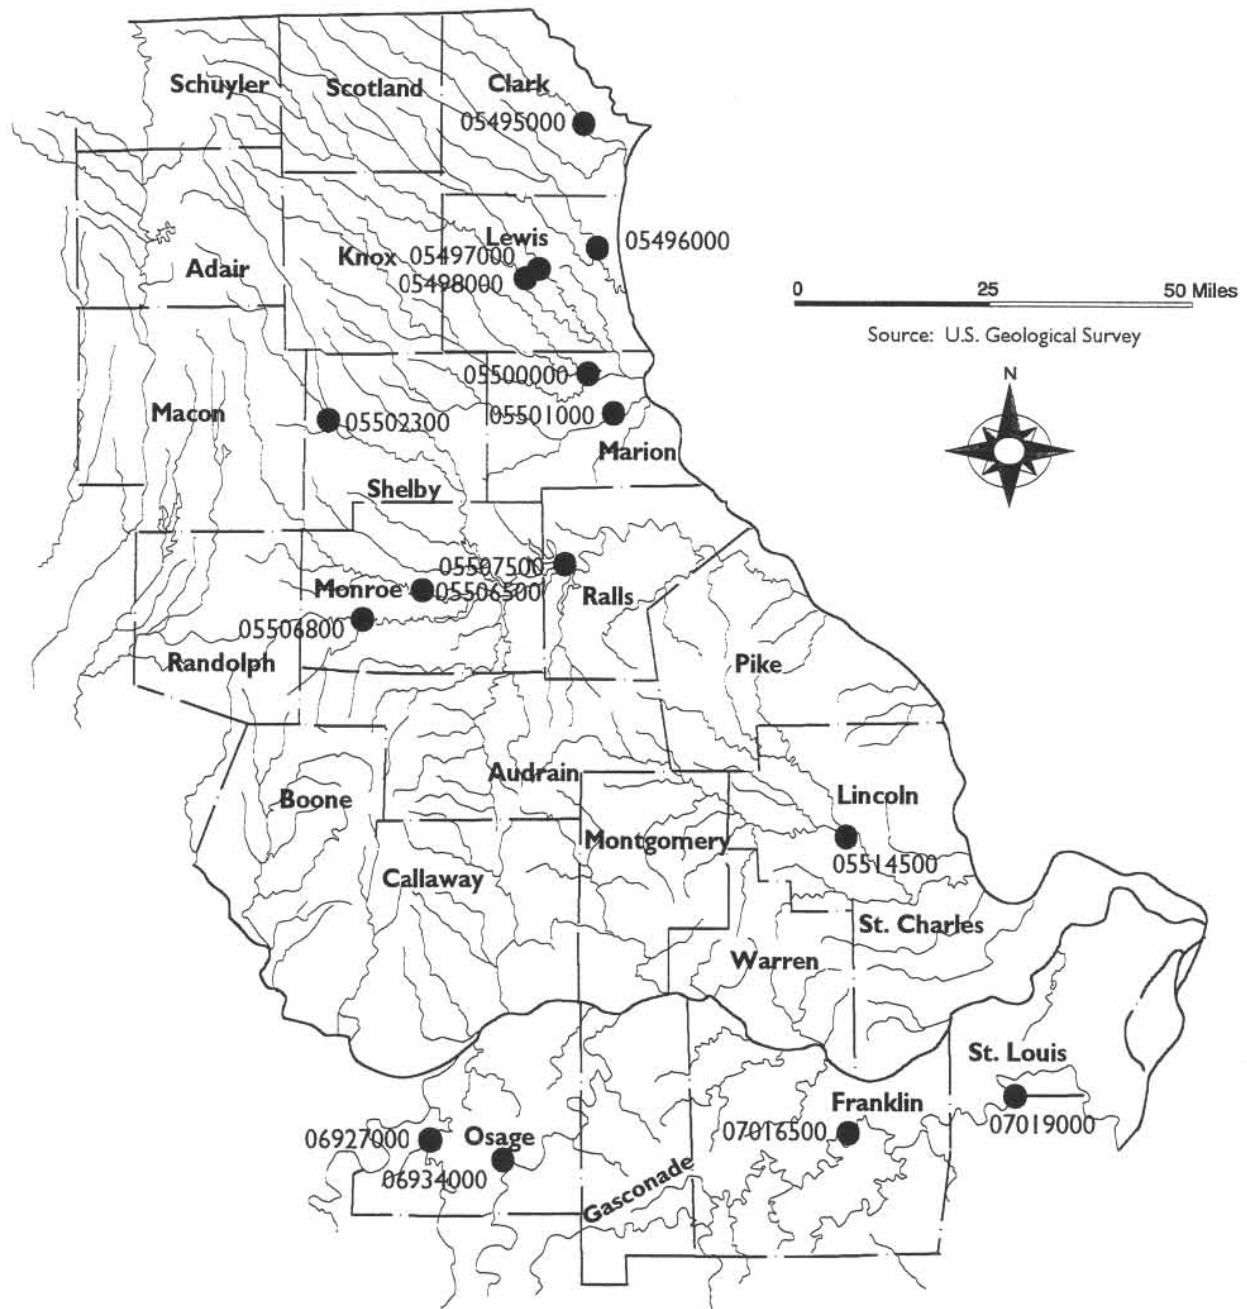 Schuyler
Scotland
Clark
05495000
Lewis
05496000
05497000
Knox
05498000
Adair
0 25 50 Miles
Source: U.S. Geological Survey
N
05500000
05501000
Macon
05502300
Marion
Shelby
05507500
Monroe
05506500
Ralls
05506800
Randolph
Pike
Audrain
Boone
Lincoln
Montgomery
05514500
Callaway
St. Charles
Warren
St. Louis
Franklin
07019000
07016500
06927000
Osage
06934000
Gasconade